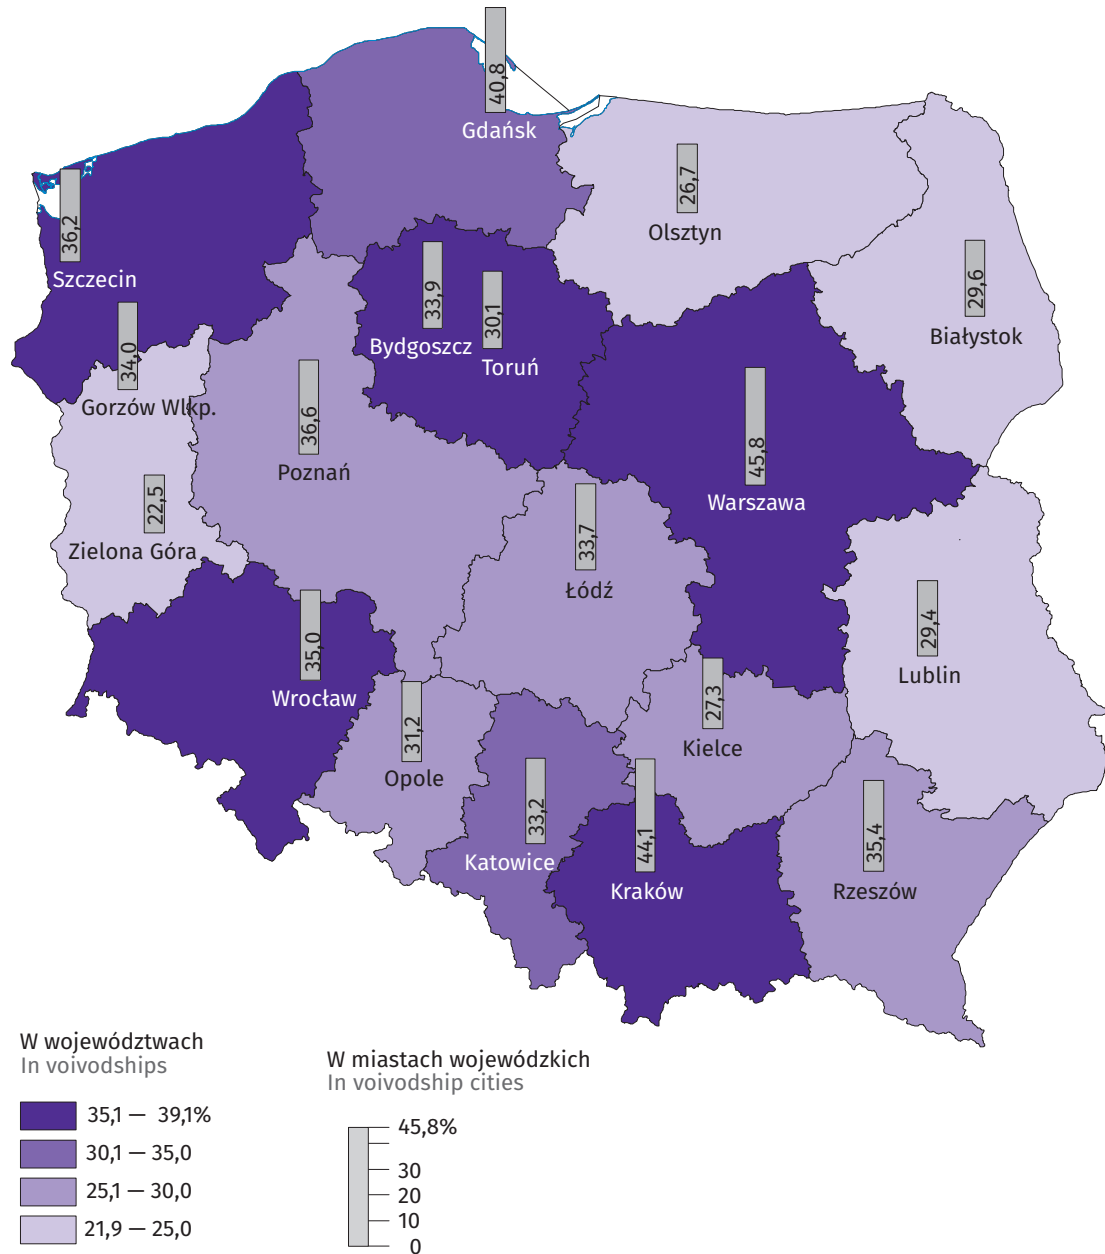 40,8
Gdańsk
26,7
Olsztyn
36,2
Szczecin
29,6
Białystok
33,9
Bydgoszcz
30,1
Toruń
34,0
Gorzów Wlkp.
36,6
Poznań
45,8
Warszawa
22,5
Zielona Góra
33,7
Łódź
29,4
Lublin
35,0
Wrocław
31,2
Opole
27,3
Kielce
33,2
Katowice
44,1
Kraków
35,4
Rzeszów
W województwach
In voivodships
35,1 — 39,1%
30,1 — 35,0
25,1 — 30,0
21,9 — 25,0
W miastach wojewódzkich
In voivodship cities
45,8%
30
20
10
0